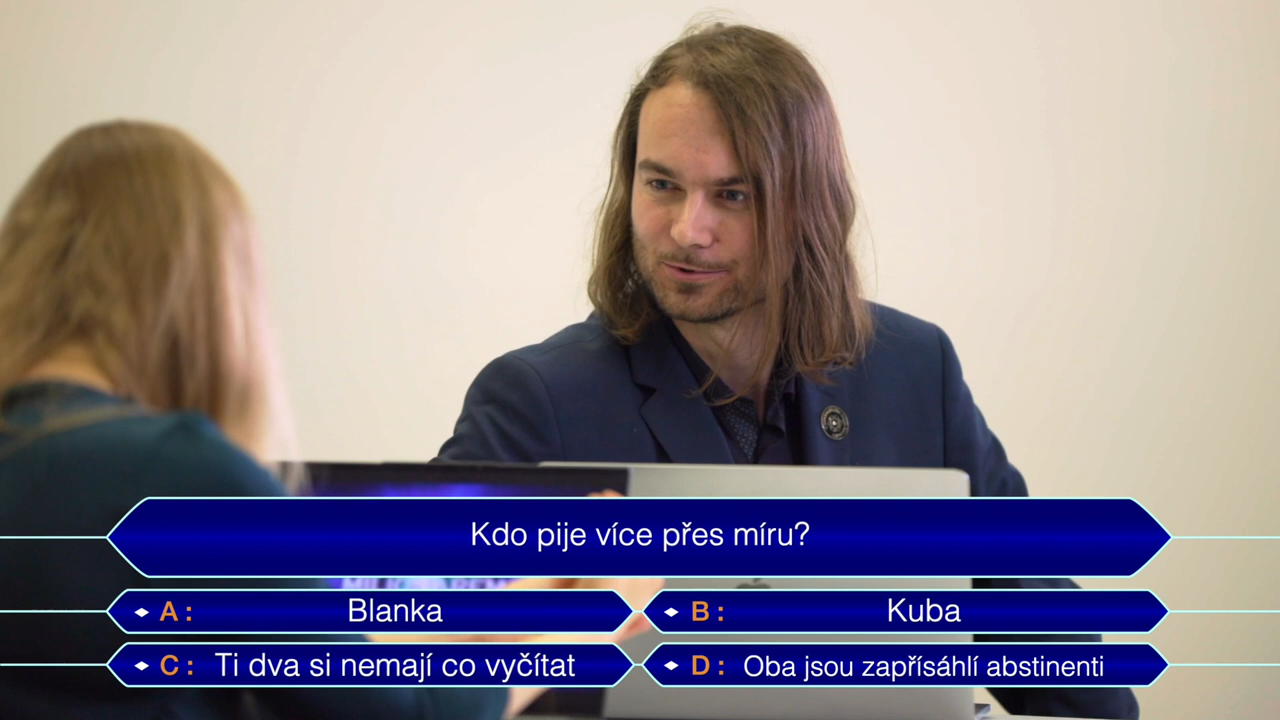 Kdo pije více přes míru?
A : Blanka
B : Kuba
C : Ti dva si nemají co vyčítat
D : Oba jsou zapřísáhlí abstinenti